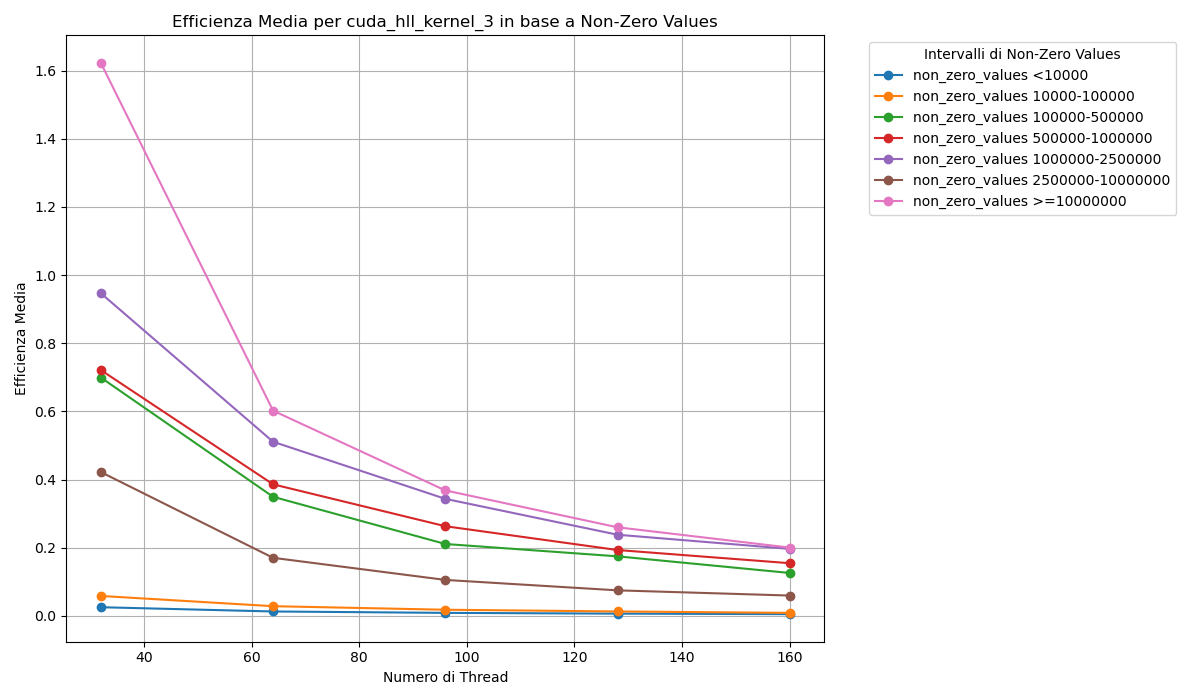 Efficienza Media per cuda_hll_kernel_3 in base a Non-Zero Values
1.6
1.4
1.2
1.0
0.8
0.6
0.4
0.2
0.0
Efficienza Media
40
60
80
100
120
140
160
Numero di Thread
Intervalli di Non-Zero Values
non_zero_values <10000
non_zero_values 10000-100000
non_zero_values 100000-500000
non_zero_values 500000-1000000
non_zero_values 1000000-2500000
non_zero_values 2500000-10000000
non_zero_values >=10000000